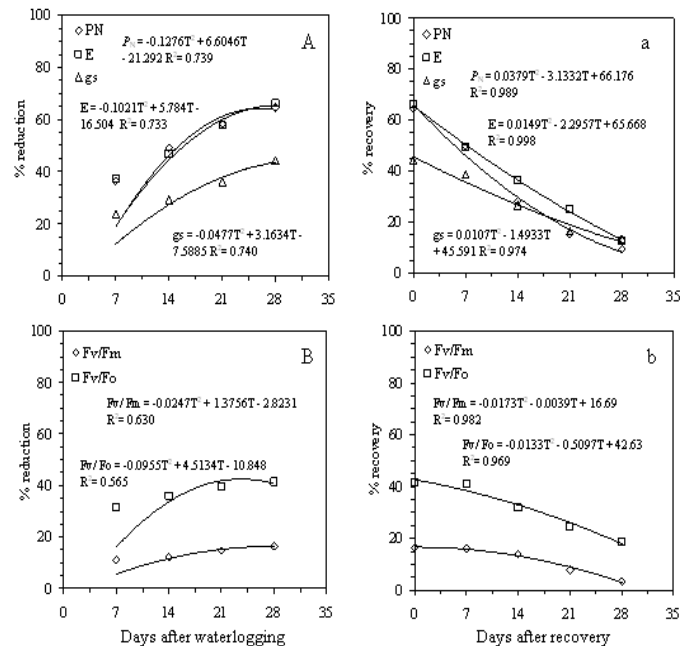 A
PN
E
gs
P_N = -0.1276T² + 6.6046T
- 21.292 R² = 0.739
E = -0.1021T² + 5.784T -
16.504 R² = 0.733
gs = -0.0477T² + 3.1634T -
7.5885 R² = 0.740
% reduction
100
80
60
40
20
0
0 7 14 21 28 35
a
PN
E
gs
P_N = 0.0379T² - 3.1332T + 66.176
R² = 0.989
E = 0.0149T² - 2.2957T + 65.668
R² = 0.998
gs = 0.0107T² - 1.4933T
+ 45.591 R² = 0.974
% recovery
100
80
60
40
20
0
0 7 14 21 28 35
B
Fv/Fm
Fv/Fo
Fv/Fm = -0.0247T² + 1.3756T - 2.8231
R² = 0.630
Fv/Fo = -0.0955T² + 4.5134T - 10.848
R² = 0.565
% reduction
100
80
60
40
20
0
0 7 14 21 28 35
Days after waterlogging
b
Fv/Fm
Fv/Fo
Fv/Fm = -0.0173T² - 0.0039T + 16.69
R² = 0.982
Fv/Fo = -0.0133T² - 0.5097T + 42.63
R² = 0.969
% recovery
100
80
60
40
20
0
0 7 14 21 28 35
Days after recovery